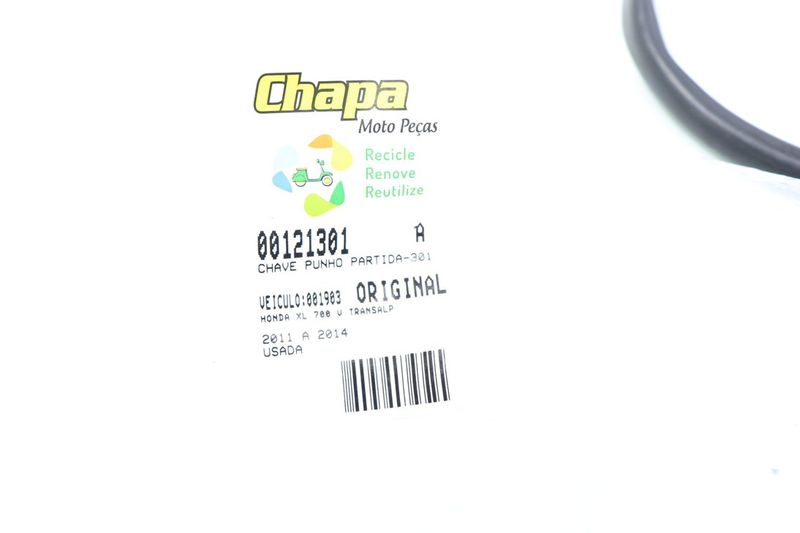 Chapa
Moto Peças
Recicle
Renove
Reutilize
00121301 A
CHAVE PUNHO PARTIDA-301
VEICULO:001903 ORIGINAL
HONDA XL 700 V TRANSALP
2011 A 2014
USADA